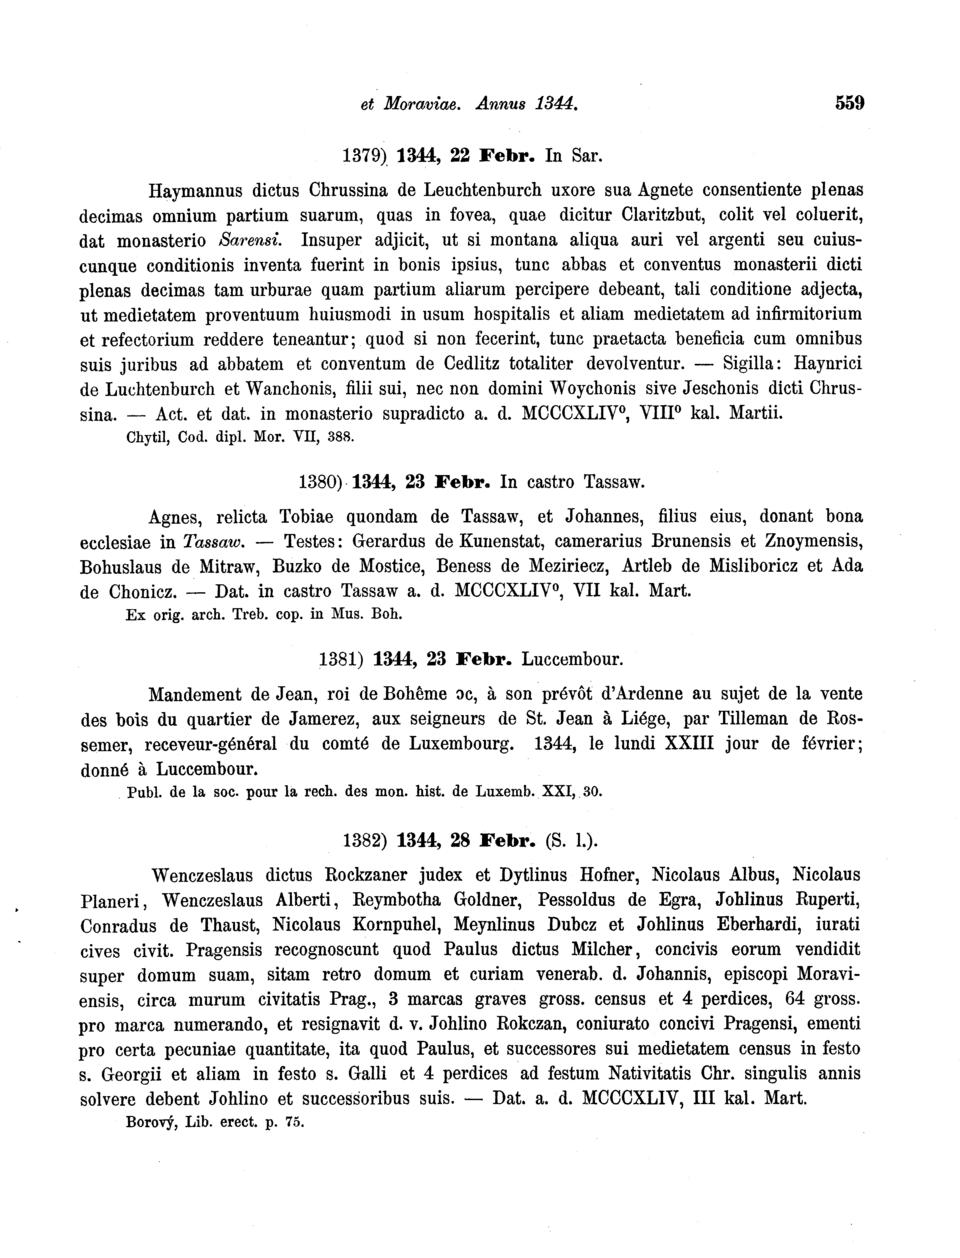 et Moraviae. Annus 1344. 559
1379) 1344, 22 Febr. In Sar.
Haymannus dictus Chrussina de Leuchtenburch uxore sua Agnete consentiente plenas
decimas omnium partium suarum, quas in fovea, quae dicitur Claritzbut, colit vel coluerit,
dat monasterio Sarensi. Insuper adjicit, ut si montana aliqua auri vel argenti seu cuius-
cunque conditionis inventa fuerint in bonis ipsius, tunc abbas et conventus monasterii dicti
plenas decimas tam urburae quam partium aliarum percipere debeant, tali conditione adjecta,
ut medietatem proventuum huiusmodi in usum hospitalis et aliam medietatem ad infirmitorium
et refectorium reddere teneantur; quod si non fecerint, tunc praetacta beneficia cum omnibus
suis juribus ad abbatem et conventum de Cedlitz totaliter devolventur. — Sigilla: Haynrici
de Luchtenburch et Wanchonis, filii sui, nec non domini Woychonis sive Jeschonis dicti Chrus-
sina. — Act. et dat. in monasterio supradicto a. d. MCCCXLIV⁰, VIII⁰ kal. Martii.
Chytil, Cod. dipl. Mor. VII, 388.
1380) 1344, 23 Febr. In castro Tassaw.
Agnes, relicta Tobiae quondam de Tassaw, et Johannes, filius eius, donant bona
ecclesiae in Tassaw. — Testes: Gerardus de Kunenstat, camerarius Brunensis et Znoymensis,
Bohuslaus de Mitraw, Buzko de Mostice, Beness de Meziriecz, Artleb de Misliboricz et Ada
de Chonicz. — Dat. in castro Tassaw a. d. MCCCXLIV⁰, VII kal. Mart.
Ex orig. arch. Treb. cop. in Mus. Boh.
1381) 1344, 23 Febr. Luccembour.
Mandement de Jean, roi de Bohême ɔc, à son prévôt d'Ardenne au sujet de la vente
des bois du quartier de Jamerez, aux seigneurs de St. Jean à Liége, par Tilleman de Ros-
semer, receveur-général du comté de Luxembourg. 1344, le lundi XXIII jour de février;
donné à Luccembour.
Publ. de la soc. pour la rech. des mon. hist. de Luxemb. XXI, 30.
1382) 1344, 28 Febr. (S. l.).
Wenczeslaus dictus Rockzaner judex et Dytlinus Hofner, Nicolaus Albus, Nicolaus
Planeri, Wenczeslaus Alberti, Reymbotha Goldner, Pessoldus de Egra, Johlinus Ruperti,
Conradus de Thaust, Nicolaus Kornpuhel, Meynlinus Dubcz et Johlinus Eberhardi, iurati
cives civit. Pragensis recognoscunt quod Paulus dictus Milcher, concivis eorum vendidit
super domum suam, sitam retro domum et curiam venerab. d. Johannis, episcopi Moravi-
ensis, circa murum civitatis Prag., 3 marcas graves gross. census et 4 perdices, 64 gross.
pro marca numerando, et resignavit d. v. Johlino Rokczan, coniurato concivi Pragensi, ementi
pro certa pecuniae quantitate, ita quod Paulus, et successores sui medietatem census in festo
s. Georgii et aliam in festo s. Galli et 4 perdices ad festum Nativitatis Chr. singulis annis
solvere debent Johlino et successoribus suis. — Dat. a. d. MCCCXLIV, III kal. Mart.
Borový, Lib. erect. p. 75.